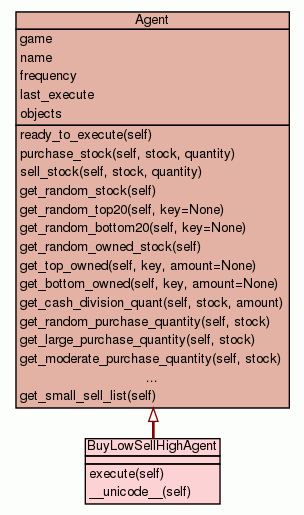 Agent
game
name
frequency
last_execute
objects
ready_to_execute(self)
purchase_stock(self, stock, quantity)
sell_stock(self, stock, quantity)
get_random_stock(self)
get_random_top20(self, key=None)
get_random_bottom20(self, key=None)
get_random_owned_stock(self)
get_top_owned(self, key, amount=None)
get_bottom_owned(self, key, amount=None)
get_cash_division_quant(self, stock, amount)
get_random_purchase_quantity(self, stock)
get_large_purchase_quantity(self, stock)
get_moderate_purchase_quantity(self, stock)
...
get_small_sell_list(self)
BuyLowSellHighAgent
execute(self)
__unicode__(self)